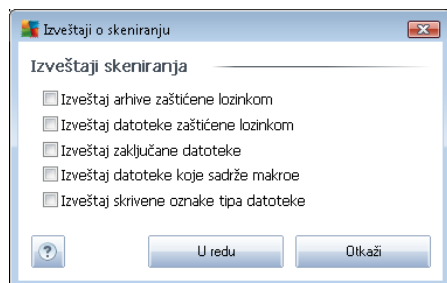 Izveštaji o skeniranju
Izveštaji skeniranja
Izveštaj arhive zaštićene lozinkom
Izveštaj datoteke zaštićene lozinkom
Izveštaj zaključane datoteke
Izveštaj datoteke koje sadrže makroe
Izveštaj skrivene oznake tipa datoteke
?
U redu
Otkaži